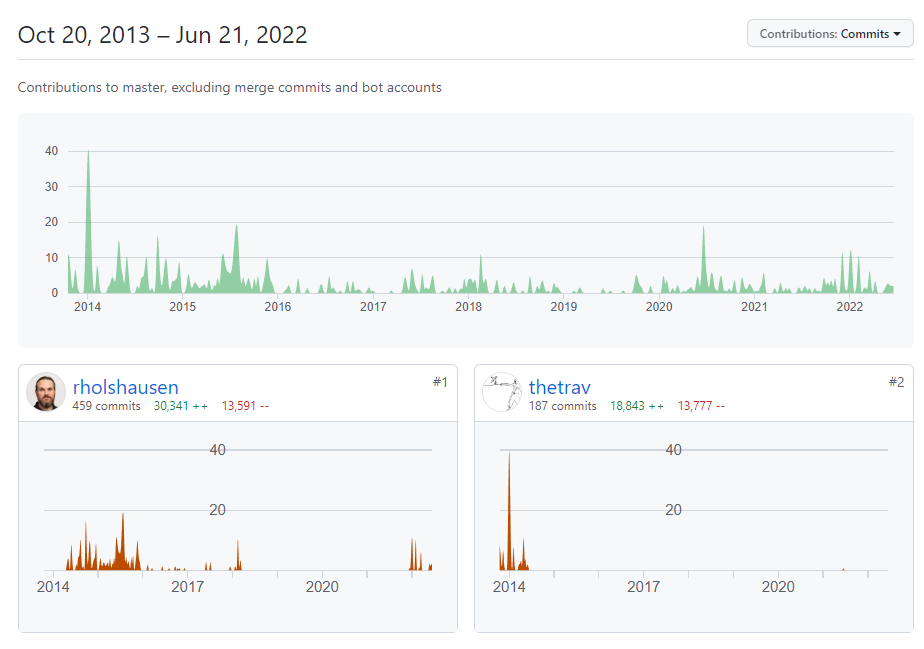 Oct 20, 2013 – Jun 21, 2022
Contributions: Commits
Contributions to master, excluding merge commits and bot accounts
40
30
20
10
0
2014 2015 2016 2017 2018 2019 2020 2021 2022
rholshausen #1
459 commits 30,341 ++ 13,591 --
40
20
2014 2017 2020
thetrav #2
187 commits 18,843 ++ 13,777 --
40
20
2014 2017 2020